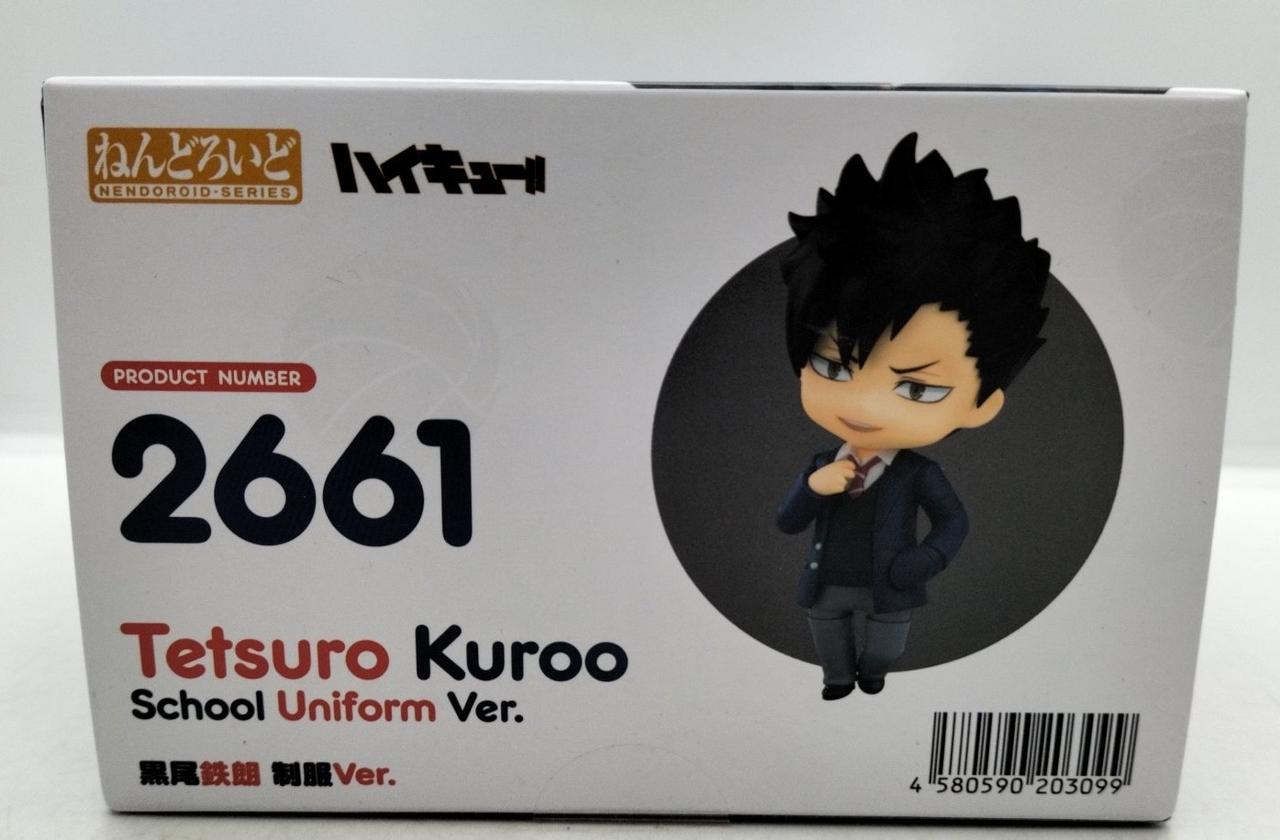 ねんどろいど
NENDOROID·SERIES
ハイキュー!!
PRODUCT NUMBER
2661
Tetsuro Kuroo
School Uniform Ver.
黒尾鉄朗 制服Ver.
4 580590 203099